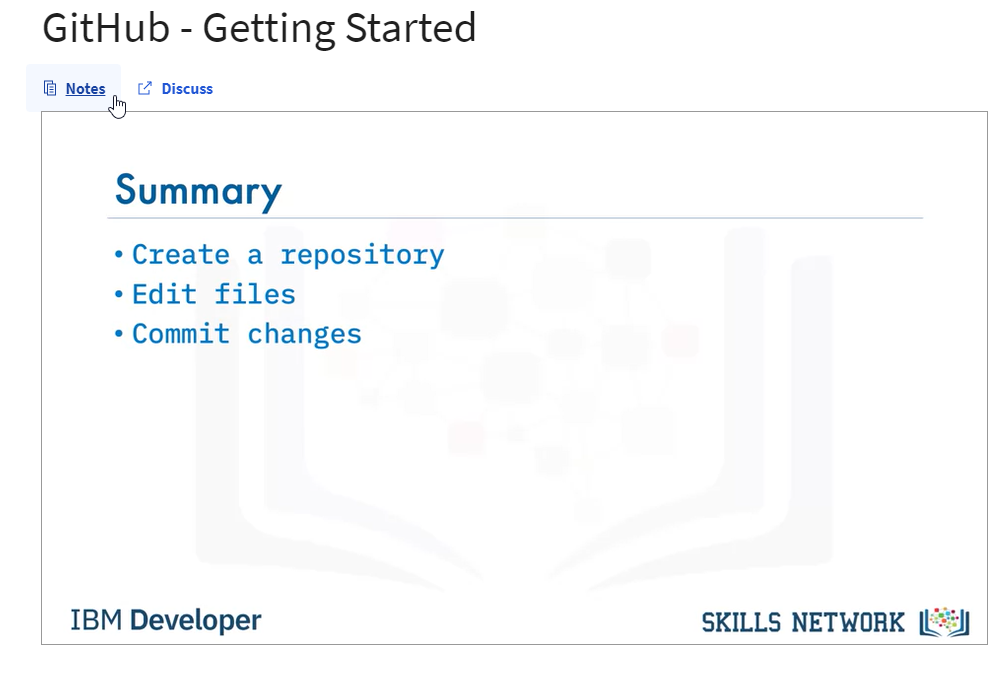 GitHub - Getting Started
Notes Discuss
Summary
• Create a repository
• Edit files
• Commit changes
IBM Developer
SKILLS NETWORK